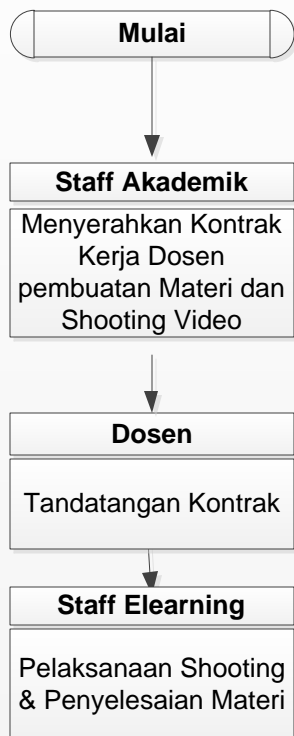 Mulai
Staff Akademik
Menyerahkan Kontrak
Kerja Dosen
pembuatan Materi dan
Shooting Video
Dosen
Tandatangan Kontrak
Staff Elearning
Pelaksanaan Shooting
& Penyelesaian Materi